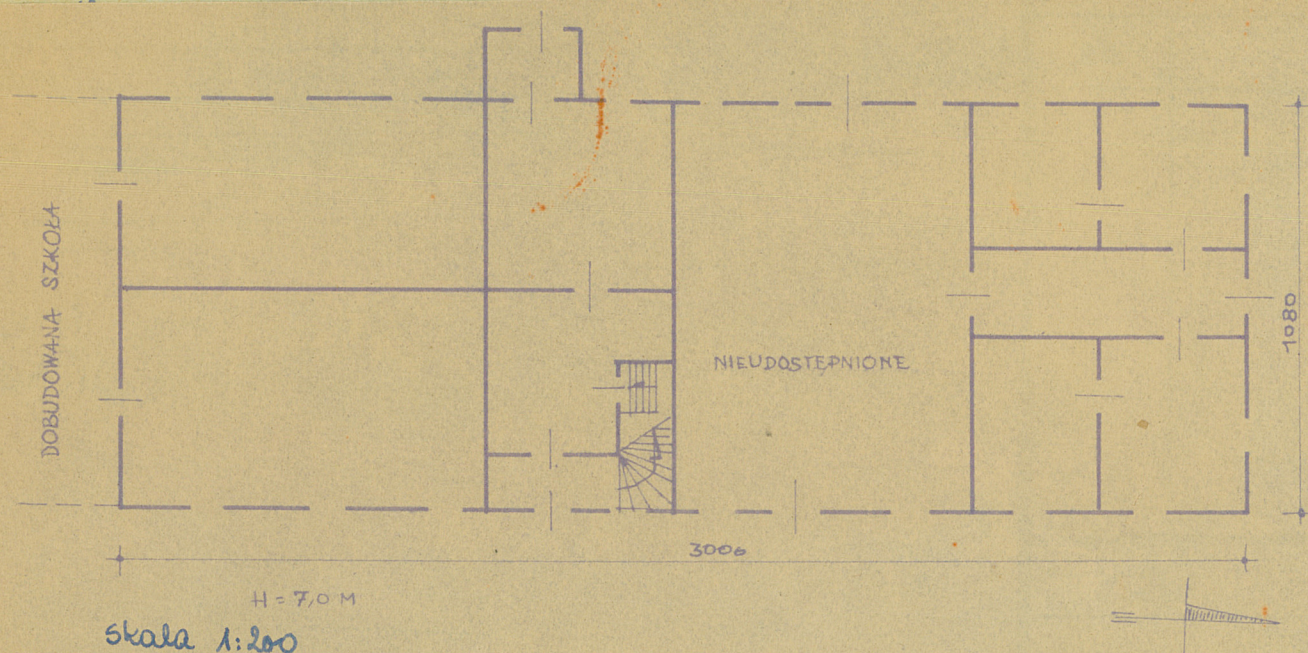 DOBUDOWANA SZKOŁA
NIEUDOSTĘPNIONE
1080
3006
H = 7,0 M
Skala 1:200